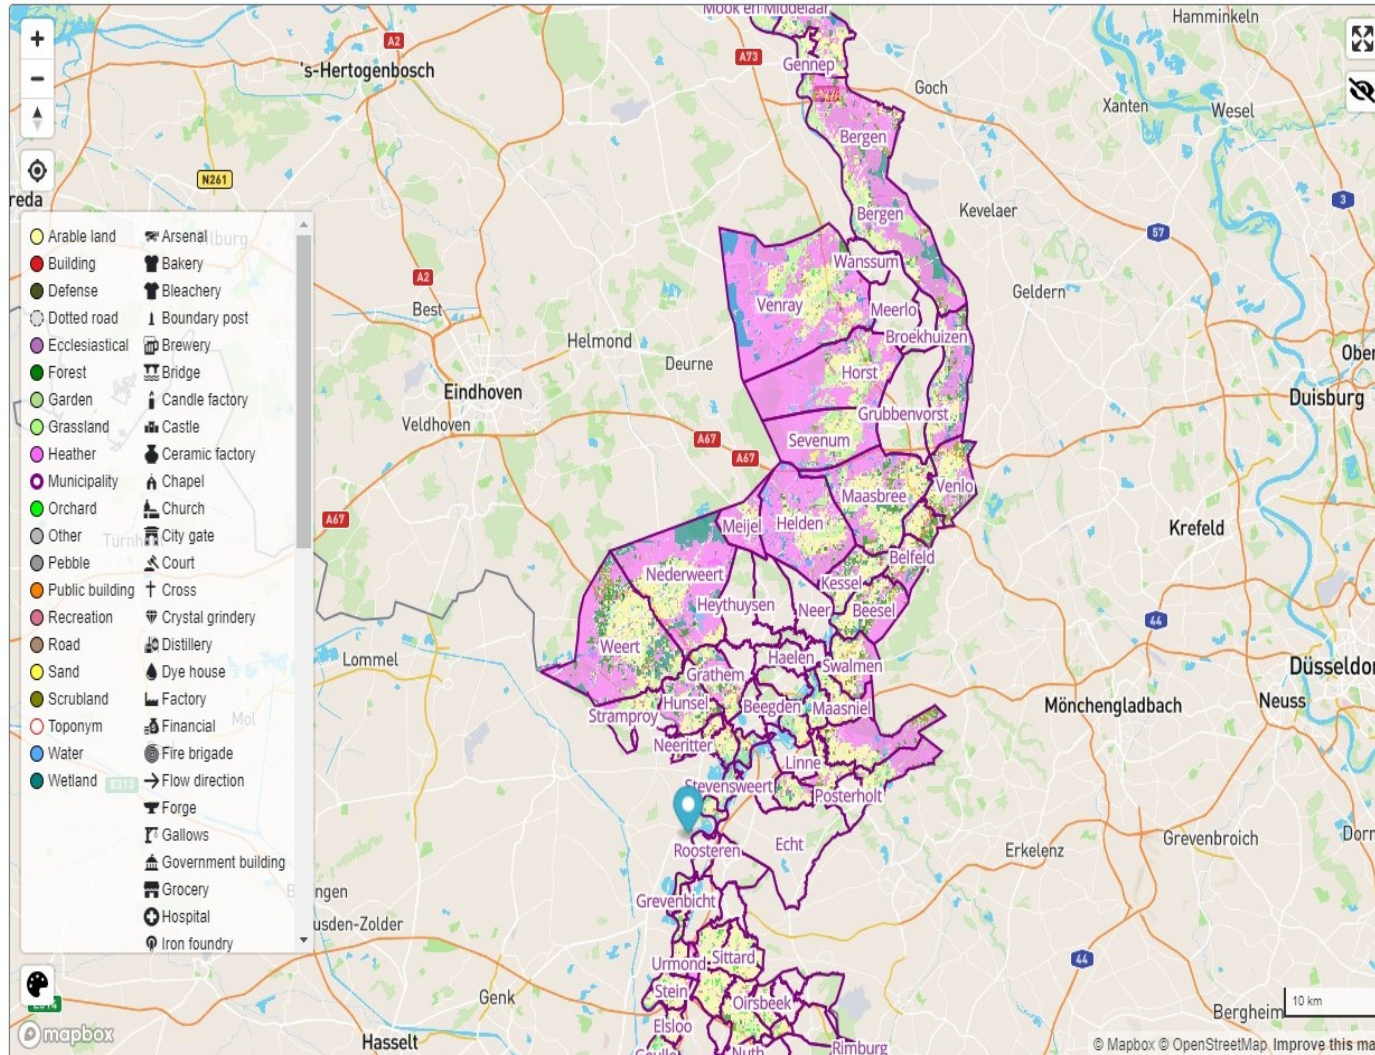 Mook en Middelaar
Hamminkeln
A2
's-Hertogenbosch
A73
Gennep
Goch
Xanten
Wesel
Bergen
N261
reda
3
Bergen
Kevelaer
57
Wanssum
A2
Best
Venray
Meerlo
Geldern
Broekhuizen
Helmond
Deurne
Ober
Eindhoven
Horst
Duisburg
Veldhoven
Grubbenvorst
A67
Sevenum
A67
Maasbree
Venlo
A67
Meijel
Helden
Krefeld
Belfeld
Nederweert
Kessel
Heythuysen
Neer
Beesel
44
Weert
Haelen
Swalmen
Lommel
Grathem
Düsseldor
Hunsel
Beegden
Maasniel
Mönchengladbach
Neuss
Stramproy
Neeritter
Linne
Stevensweert
Posterholt
Roosteren
Echt
Erkelenz
Grevenbroich
Dorn
Grevenbicht
usden-Zolder
Urmond
Sittard
44
Stein
Oirsbeek
Genk
Elsloo
Bergheim
10 km
Hasselt
Nuth
Rimburg
Arable land
Building
Defense
Dotted road
Ecclesiastical
Forest
Garden
Grassland
Heather
Municipality
Orchard
Other
Pebble
Public building
Recreation
Road
Sand
Scrubland
Toponym
Water
Wetland
Arsenal
Bakery
Bleachery
Boundary post
Brewery
Bridge
Candle factory
Castle
Ceramic factory
Chapel
Church
City gate
Court
Cross
Crystal grindery
Distillery
Dye house
Factory
Financial
Fire brigade
Flow direction
Forge
Gallows
Government building
Grocery
Hospital
Iron foundry
Mol
E313
ngen
mapbox
© Mapbox © OpenStreetMap Improve this ma